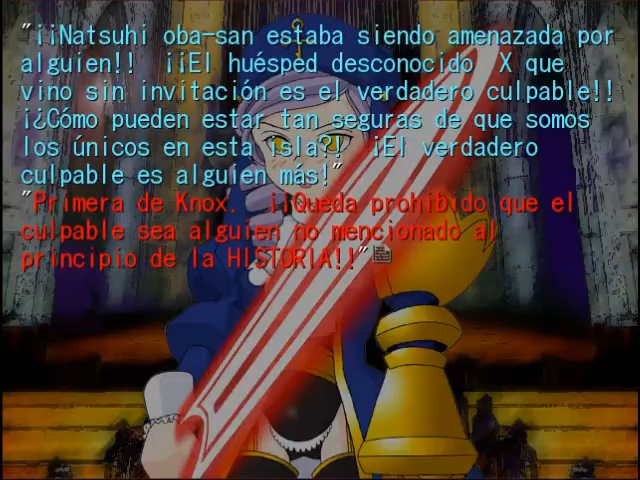 "¡¡Natsuhi oba-san estaba siendo amenazada por
alguien!!  ¡¡El huésped desconocido  X que
vino sin invitación es el verdadero culpable!!
¡¿Cómo pueden estar tan seguras de que somos
los únicos en esta isla?!  ¡El verdadero
culpable es alguien más!"
"Primera de Knox.  ¡¡Queda prohibido que el
culpable sea alguien no mencionado al
principio de la HISTORIA!!"